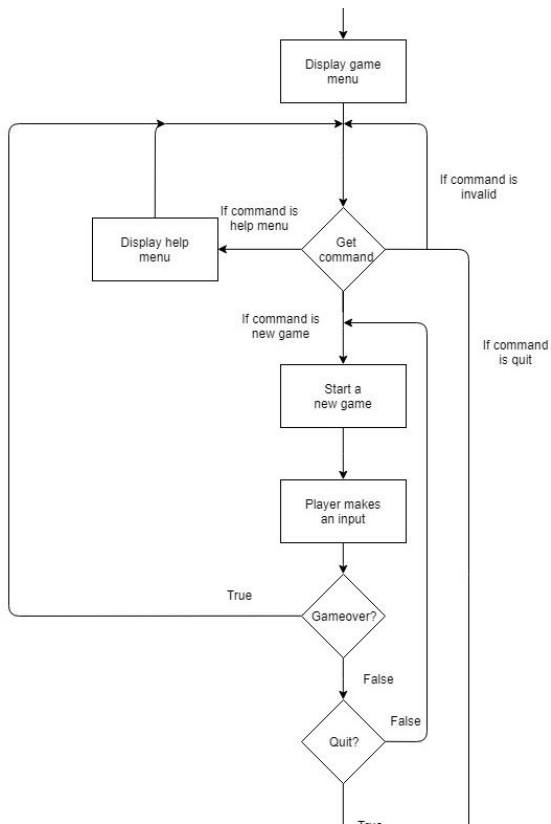 Display game
menu
If command is
invalid
If command is
help menu
Display help
menu
Get
command
If command is
new game
If command
is quit
Start a
new game
Player makes
an input
True
Gameover?
False
False
Quit?
True